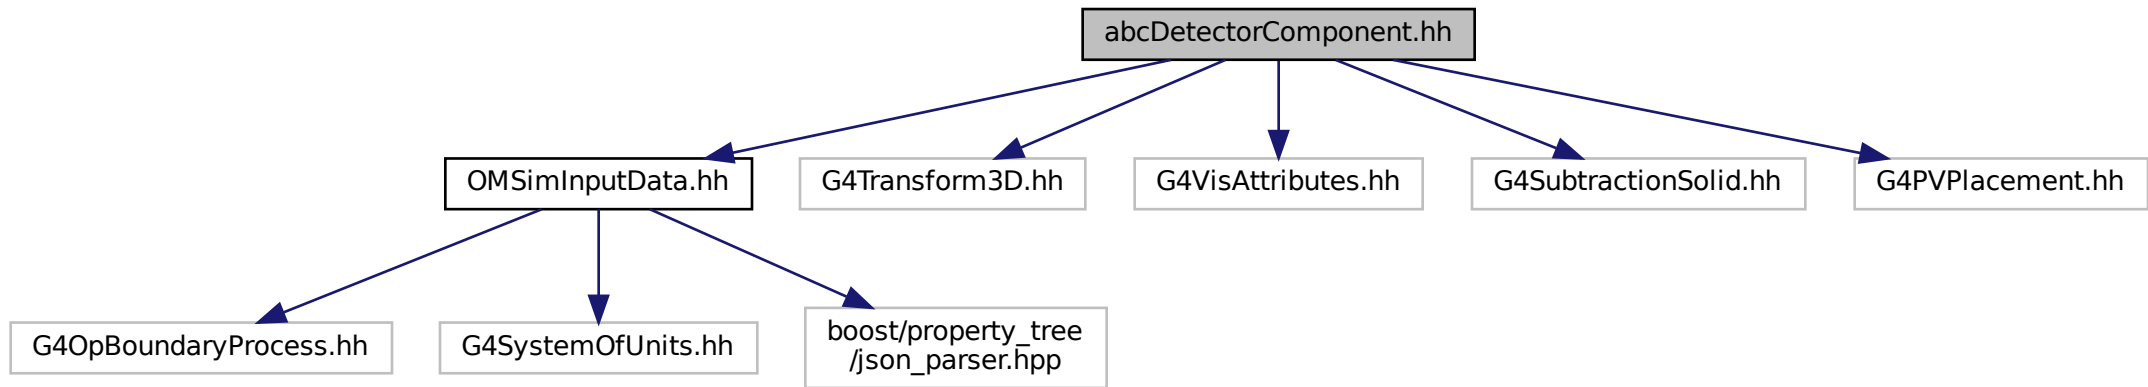 abcDetectorComponent.hh
OMSimInputData.hh
G4Transform3D.hh
G4VisAttributes.hh
G4SubtractionSolid.hh
G4PVPlacement.hh
G4OpBoundaryProcess.hh
G4SystemOfUnits.hh
boost/property_tree
/json_parser.hpp